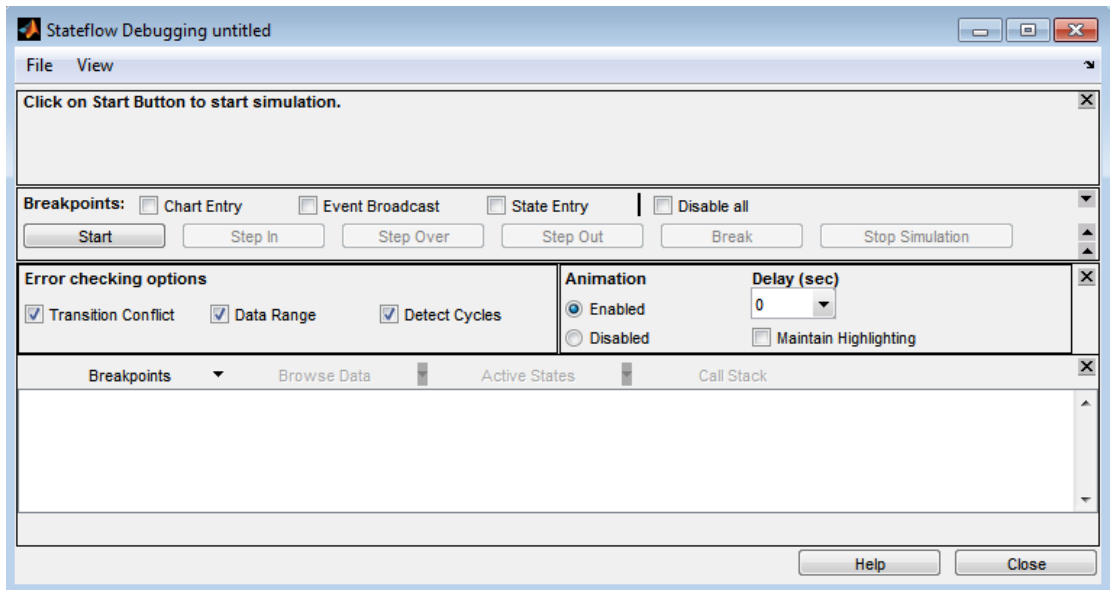 Stateflow Debugging untitled
File View
Click on Start Button to start simulation.
Breakpoints: Chart Entry Event Broadcast State Entry Disable all
Start Step In Step Over Step Out Break Stop Simulation
Error checking options
Transition Conflict Data Range Detect Cycles
Animation Delay (sec)
Enabled 0
Disabled Maintain Highlighting
Breakpoints Browse Data Active States Call Stack
Help Close